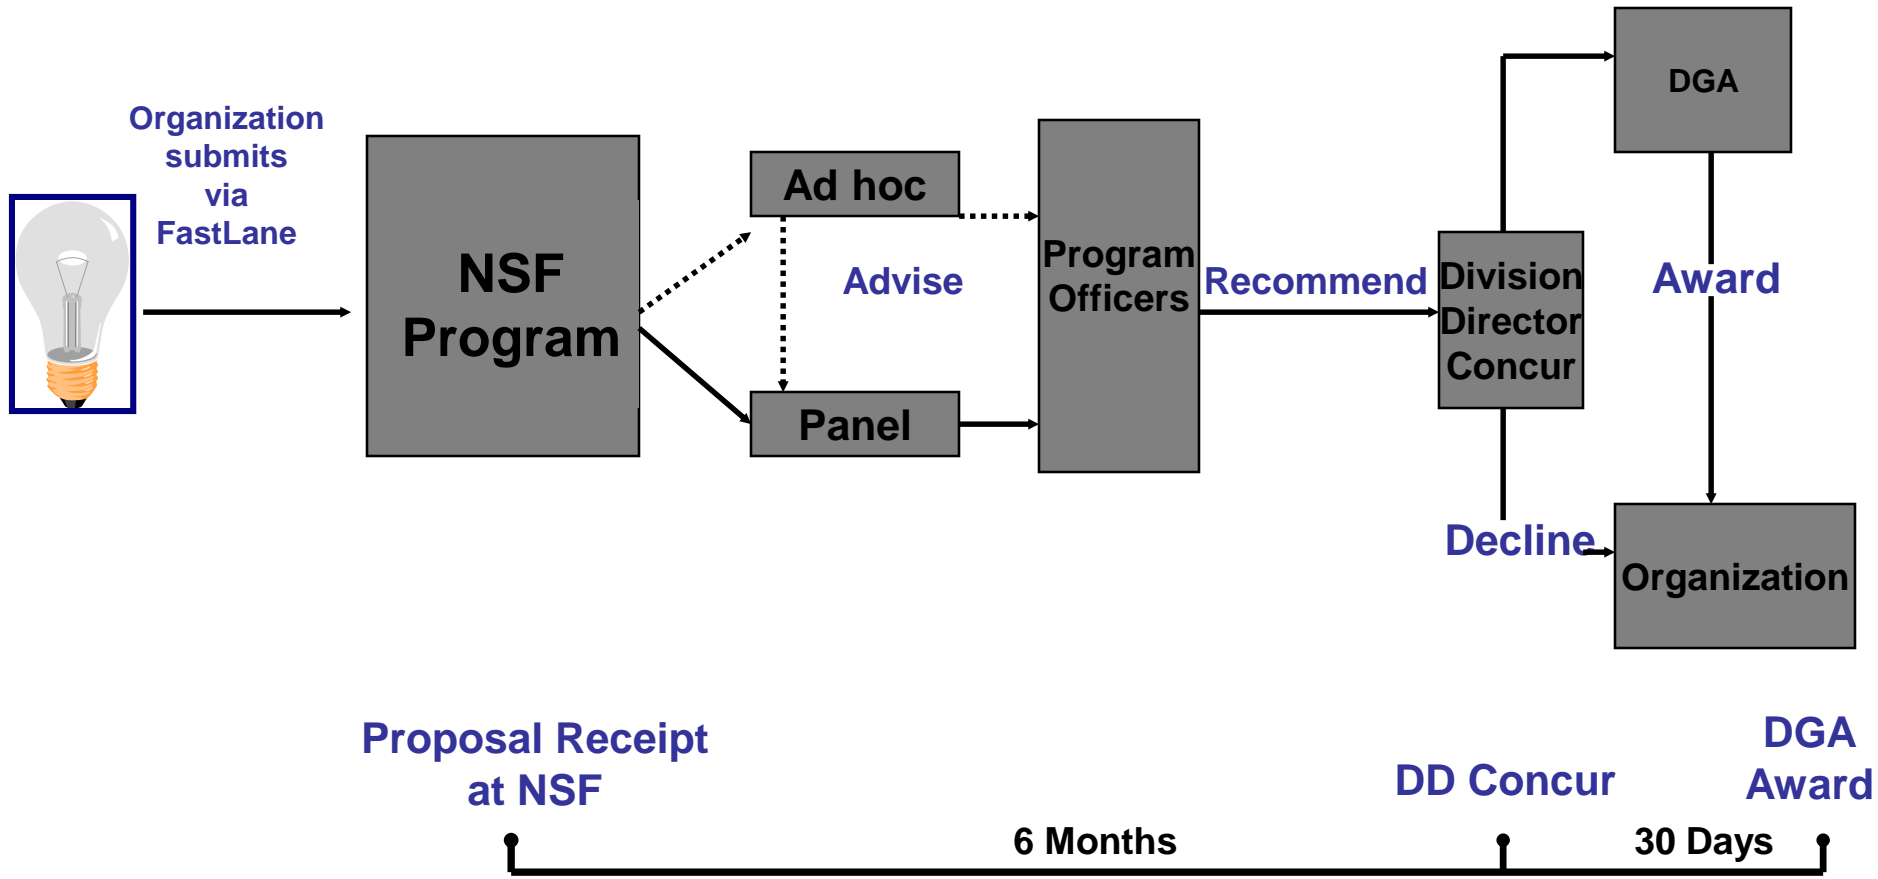 Organization
submits
via
FastLane
NSF
Program
Ad hoc
Advise
Panel
Program
Officers
Recommend
Division
Director
Concur
DGA
Award
Decline
Organization
Proposal Receipt
at NSF
DD Concur
DGA
Award
6 Months
30 Days